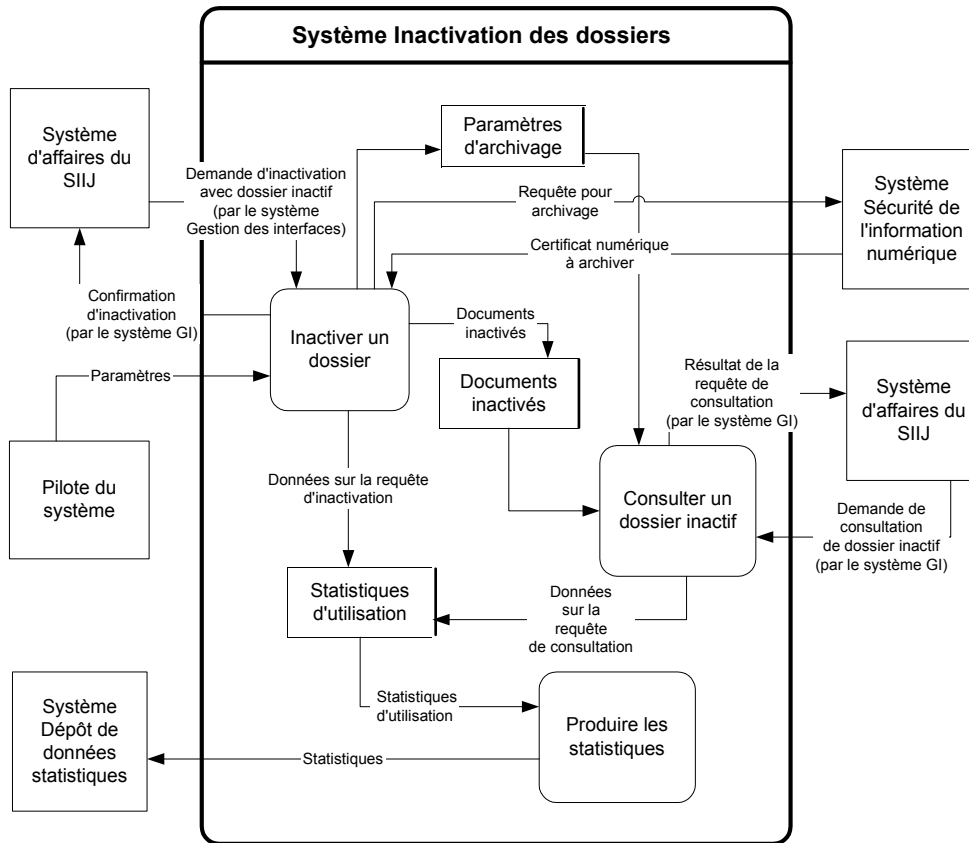 Système Inactivation des dossiers
Système
d'affaires du
SIIJ
Paramètres
d'archivage
Demande d'inactivation
avec dossier inactif
(par le système
Gestion des interfaces)
Requête pour
archivage
Système
Sécurité de
l'information
numérique
Certificat numérique
à archiver
Confirmation
d'inactivation
(par le système GI)
Inactiver un
dossier
Documents
inactivés
Paramètres
Documents
inactivés
Résultat de la
requête de
consultation
(par le système GI)
Système
d'affaires du
SIIJ
Pilote du
système
Données sur la requête
d'inactivation
Consulter un
dossier inactif
Demande de
consultation
de dossier inactif
(par le système GI)
Statistiques
d'utilisation
Données
sur la
requête
de consultation
Système
Dépôt de
données
statistiques
Statistiques
d'utilisation
Produire les
statistiques
Statistiques